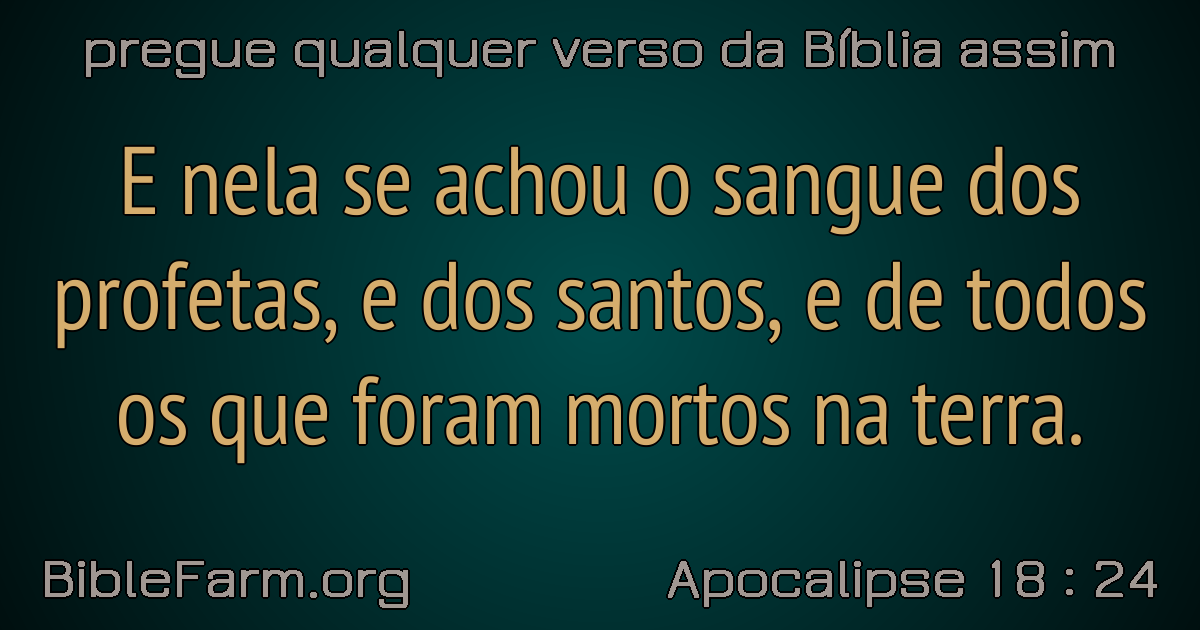 pregue qualquer verso da Bíblia assim
E nela se achou o sangue dos
profetas, e dos santos, e de todos
os que foram mortos na terra.
BibleFarm.org
Apocalipse 18 : 24